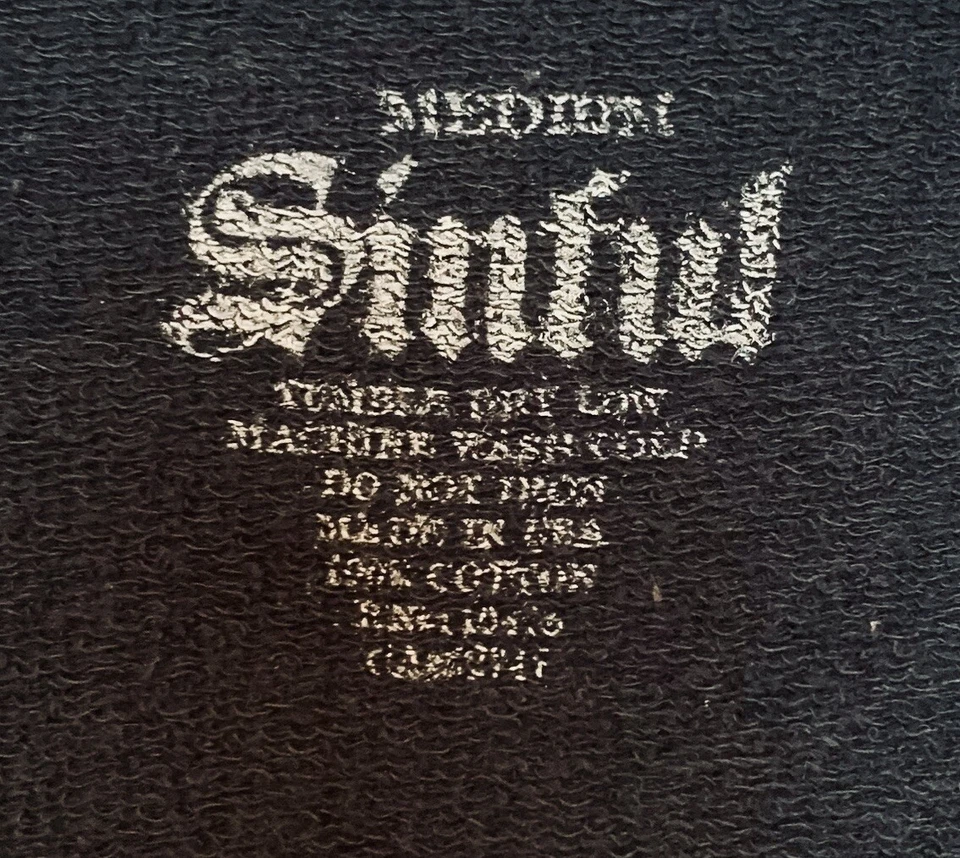 MEDIUM
Sinful
TUMBLE DRY LOW
MACHINE WASH COLD
DO NOT IRON
MADE IN USA
100% COTTON